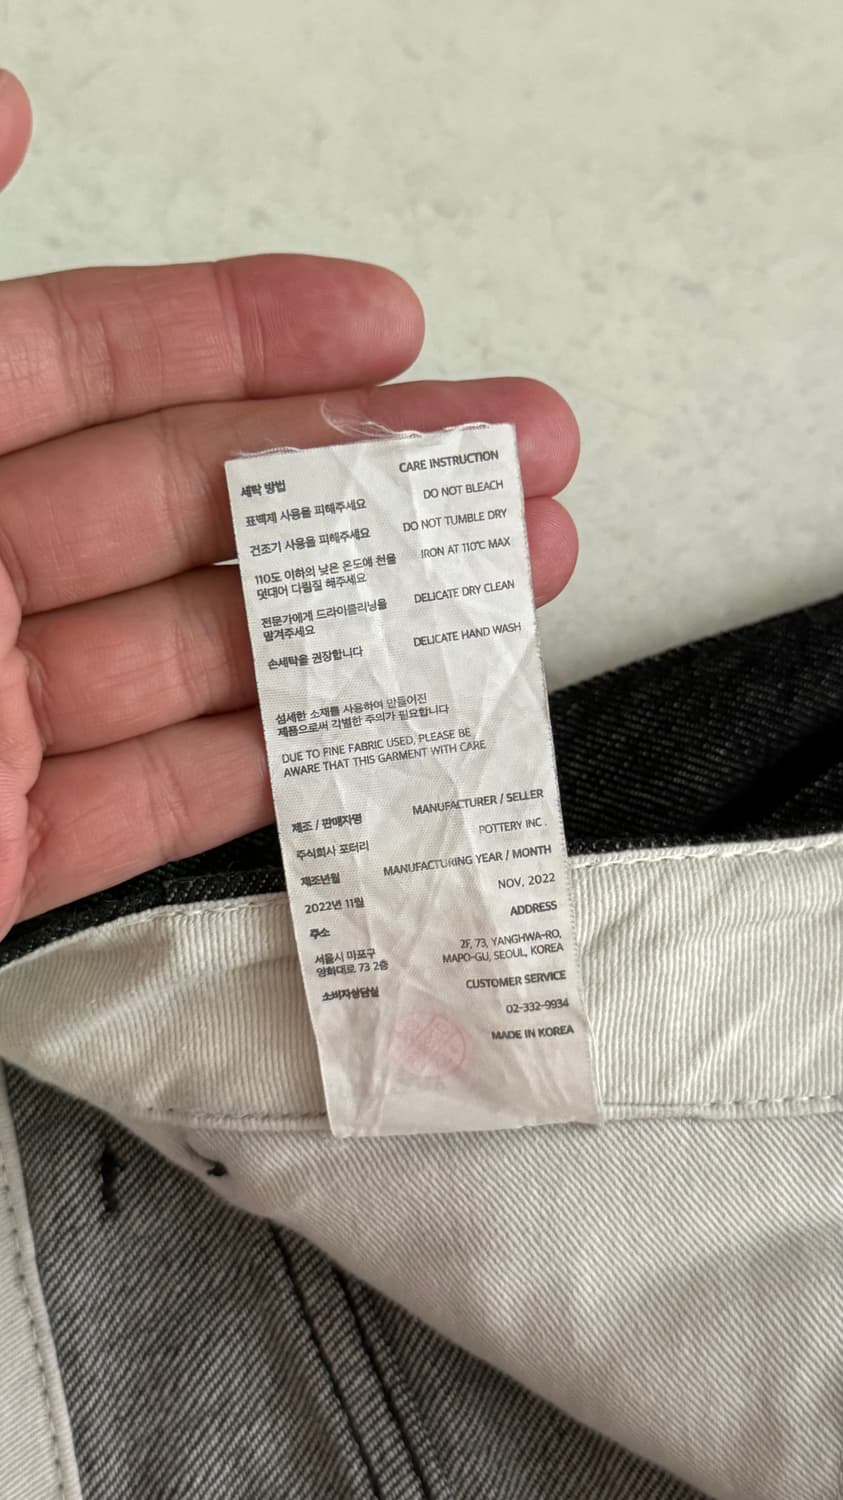 세탁 방법
CARE INSTRUCTION
표백제 사용을 피해주세요
DO NOT BLEACH
건조기 사용을 피해주세요
DO NOT TUMBLE DRY
110도 이하의 낮은 온도에 천을
덧대어 다림질 해주세요
IRON AT 110℃ MAX
전문가에게 드라이클리닝을
맡겨주세요
DELICATE DRY CLEAN
손세탁을 권장합니다
DELICATE HAND WASH
섬세한 소재를 사용하여 만들어진
제품으로써 각별한 주의가 필요합니다
DUE TO FINE FABRIC USED, PLEASE BE
AWARE THAT THIS GARMENT WITH CARE
제조 / 판매자명
MANUFACTURER / SELLER
주식회사 포터리
POTTERY INC .
제조년월
MANUFACTURING YEAR / MONTH
2022년 11월
NOV, 2022
주소
ADDRESS
서울시 마포구
양화대로 73 2층
2F, 73, YANGHWA-RO,
MAPO-GU, SEOUL, KOREA
소비자상담실
CUSTOMER SERVICE
02-332-9934
MADE IN KOREA